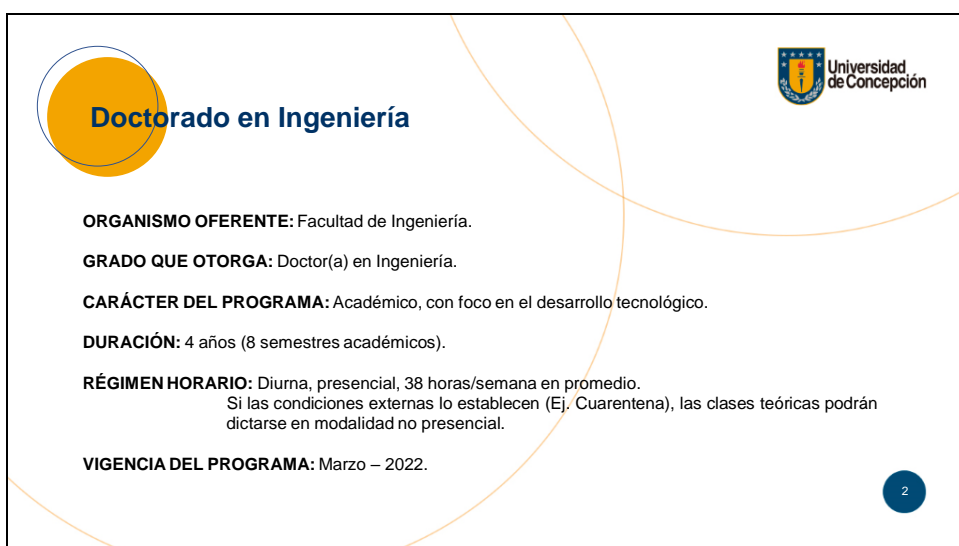 Universidad
de Concepción
Doctorado en Ingeniería
ORGANISMO OFERENTE: Facultad de Ingeniería.
GRADO QUE OTORGA: Doctor(a) en Ingeniería.
CARÁCTER DEL PROGRAMA: Académico, con foco en el desarrollo tecnológico.
DURACIÓN: 4 años (8 semestres académicos).
RÉGIMEN HORARIO: Diurna, presencial, 38 horas/semana en promedio.
Si las condiciones externas lo establecen (Ej. Cuarentena), las clases teóricas podrán
dictarse en modalidad no presencial.
VIGENCIA DEL PROGRAMA: Marzo – 2022.
2